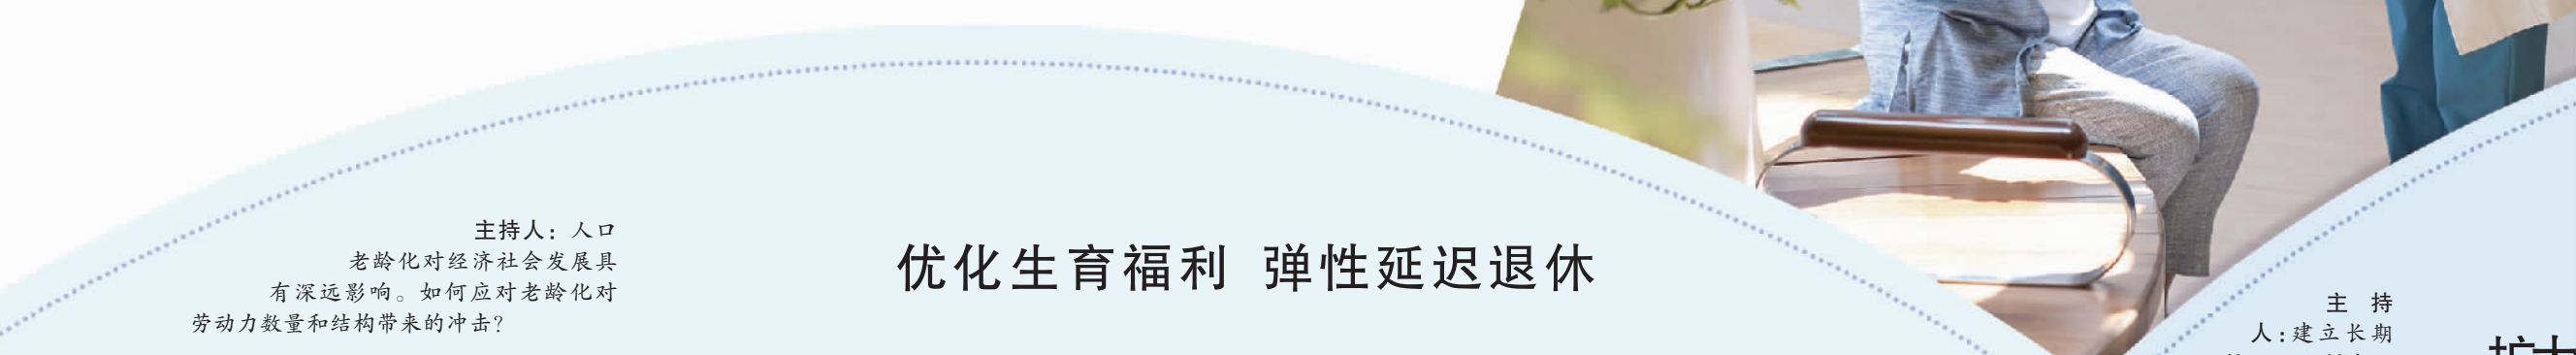 主持人：人口
老龄化对经济社会发展具
有深远影响。如何应对老龄化对
劳动力数量和结构带来的冲击？
优化生育福利 弹性延迟退休
主 持
人：建立长期